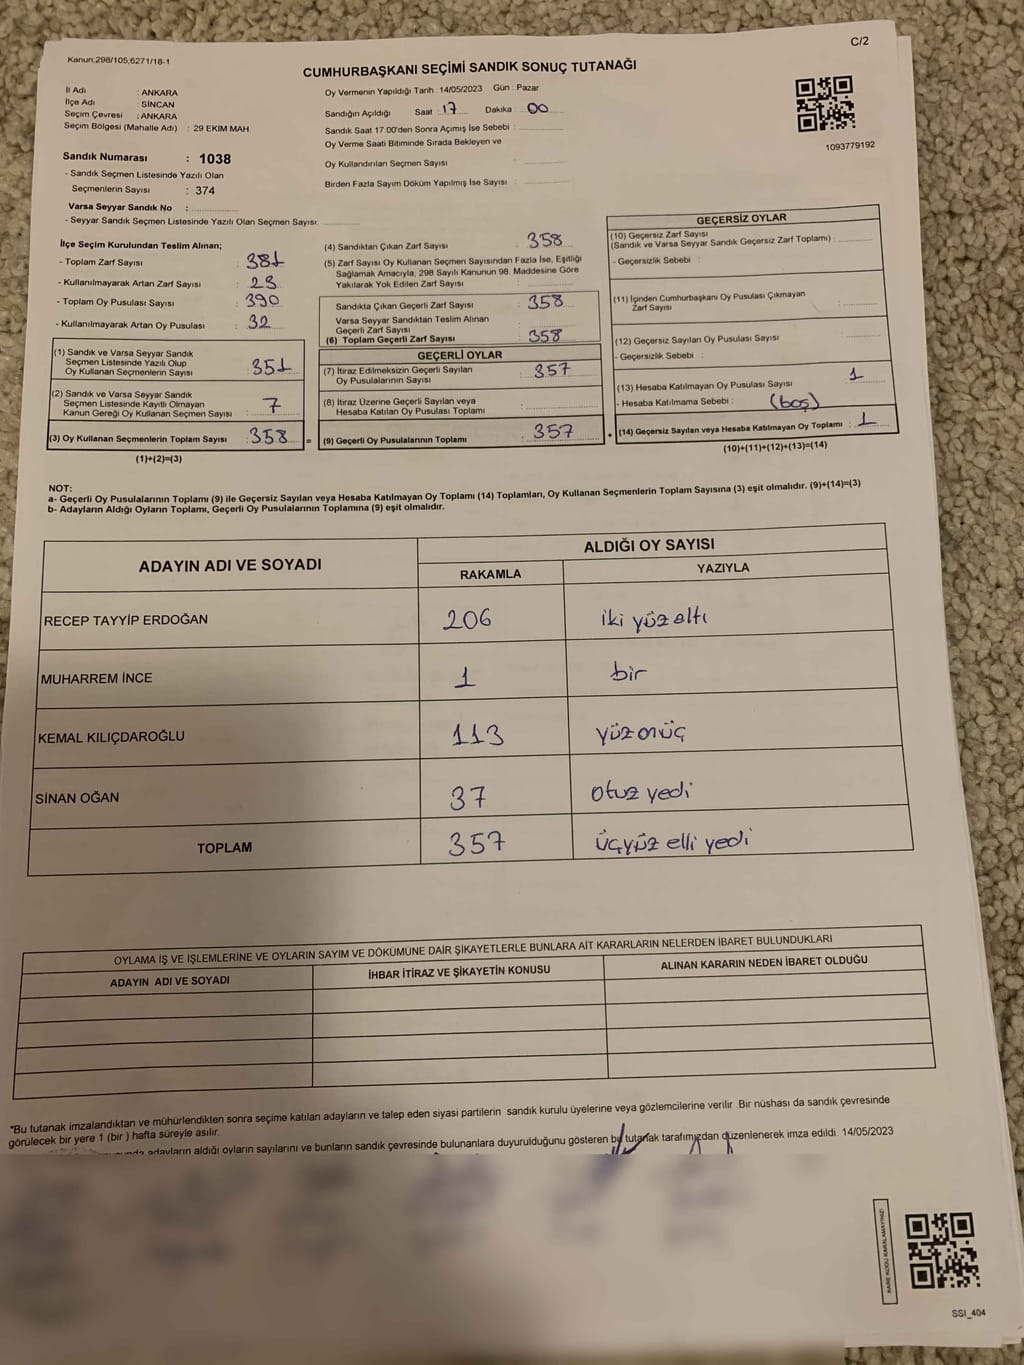 Kanun,298/105,6271/18-1
C/2
CUMHURBAŞKANI SEÇİMİ SANDIK SONUÇ TUTANAĞI
İl Adı : ANKARA
İlçe Adı : SİNCAN
Seçim Çevresi : ANKARA
Seçim Bölgesi (Mahalle Adı) : 29 EKİM MAH
Oy Vermenin Yapıldığı Tarih : 14/05/2023 Gün : Pazar
Sandığın Açıldığı Saat : 17 Dakika : 00
Sandık Saat 17.00'den Sonra Açımış İse Sebebi :
Oy Verme Saati Bitiminde Sırada Bekleyen ve
Oy Kullandırılan Seçmen Sayısı :
Birden Fazla Sayım Döküm Yapılmış İse Sayısı :
1093779192
Sandık Numarası : 1038
- Sandık Seçmen Listesinde Yazılı Olan
Seçmenlerin Sayısı : 374
Varsa Seyyar Sandık No :
- Seyyar Sandık Seçmen Listesinde Yazılı Olan Seçmen Sayısı:
İlçe Seçim Kurulundan Teslim Alınan;
- Toplam Zarf Sayısı : 381
- Kullanılmayarak Artan Zarf Sayısı : 23
- Toplam Oy Pusulası Sayısı : 390
- Kullanılmayarak Artan Oy Pusulası : 32
(1) Sandık ve Varsa Seyyar Sandık
Seçmen Listesinde Yazılı Olup
Oy Kullanan Seçmenlerin Sayısı : 351
(2) Sandık ve Varsa Seyyar Sandık
Seçmen Listesinde Kayıtlı Olmayan
Kanun Gereği Oy Kullanan Seçmen Sayısı : 7
(3) Oy Kullanan Seçmenlerin Toplam Sayısı : 358
(1)+(2)=(3)
(4) Sandıktan Çıkan Zarf Sayısı : 358
(5) Zarf Sayısı Oy Kullanan Seçmen Sayısından Fazla İse, Eşitliği
Sağlamak Amacıyla, 298 Sayılı Kanunun 98. Maddesine Göre
Yakılarak Yok Edilen Zarf Sayısı :
Sandıkta Çıkan Geçerli Zarf Sayısı : 358
Varsa Seyyar Sandıktan Teslim Alınan
Geçerli Zarf Sayısı :
(6) Toplam Geçerli Zarf Sayısı : 358
GEÇERLİ OYLAR
(7) İtiraz Edilmeksizin Geçerli Sayılan
Oy Pusulalarının Sayısı : 357
(8) İtiraz Üzerine Geçerli Sayılan veya
Hesaba Katılan Oy Pusulası Toplamı :
= (9) Geçerli Oy Pusulalarının Toplamı : 357
GEÇERSİZ OYLAR
(10) Geçersiz Zarf Sayısı
(Sandık ve Varsa Seyyar Sandık Geçersiz Zarf Toplamı) :
- Geçersizlik Sebebi :
(11) İçinden Cumhurbaşkanı Oy Pusulası Çıkmayan
Zarf Sayısı :
(12) Geçersiz Sayılan Oy Pusulası Sayısı :
- Geçersizlik Sebebi :
(13) Hesaba Katılmayan Oy Pusulası Sayısı : 1
- Hesaba Katılmama Sebebi : (boş)
+ (14) Geçersiz Sayılan veya Hesaba Katılmayan Oy Toplamı : 1
(10)+(11)+(12)+(13)=(14)
NOT:
a- Geçerli Oy Pusulalarının Toplamı (9) ile Geçersiz Sayılan veya Hesaba Katılmayan Oy Toplamı (14) Toplamları, Oy Kullanan Seçmenlerin Toplam Sayısına (3) eşit olmalıdır. (9)+(14)=(3)
b- Adayların Aldığı Oyların Toplamı, Geçerli Oy Pusulalarının Toplamına (9) eşit olmalıdır.
ADAYIN ADI VE SOYADI
ALDIĞI OY SAYISI
RAKAMLA YAZIYLA
RECEP TAYYİP ERDOĞAN 206 iki yüz altı
MUHARREM İNCE 1 bir
KEMAL KILIÇDAROĞLU 113 yüz onüç
SİNAN OĞAN 37 otuz yedi
TOPLAM 357 üçyüz elli yedi
OYLAMA İŞ VE İŞLEMLERİNE VE OYLARIN SAYIM VE DÖKÜMÜNE DAİR ŞİKAYETLERLE BUNLARA AİT KARARLARIN NELERDEN İBARET BULUNDUKLARI
ADAYIN ADI VE SOYADI İHBAR İTİRAZ VE ŞİKAYETİN KONUSU ALINAN KARARIN NEDEN İBARET OLDUĞU
*Bu tutanak imzalandıktan ve mühürlendikten sonra seçime katılan adayların ve talep eden siyasi partilerin sandık kurulu üyelerine veya gözlemcilerine verilir .Bir nüshası da sandık çevresinde
görülecek bir yere 1 (bir ) hafta süreyle asılır.
adayların aldığı oyların sayılarını ve bunların sandık çevresinde bulunanlara duyurulduğunu gösteren bu tutanak tarafımızdan düzenlenerek imza edildi. 14/05/2023
KARE KODU KARALAMAYINIZ!
SSI_404